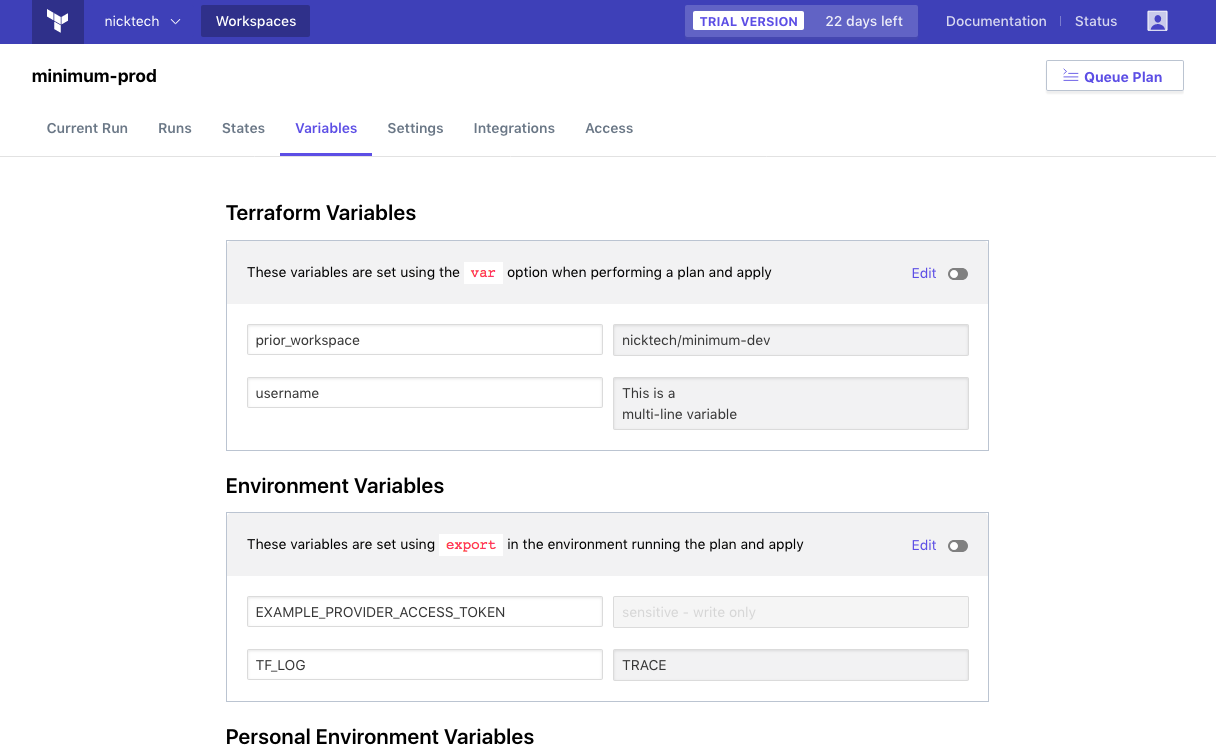 nicktech Workspaces TRIAL VERSION 22 days left Documentation Status
minimum-prod Queue Plan
Current Run Runs States Variables Settings Integrations Access
Terraform Variables
These variables are set using the var option when performing a plan and apply Edit
prior_workspace nicktech/minimum-dev
username This is a
multi-line variable
Environment Variables
These variables are set using export in the environment running the plan and apply Edit
EXAMPLE_PROVIDER_ACCESS_TOKEN sensitive - write only
TF_LOG TRACE
Personal Environment Variables